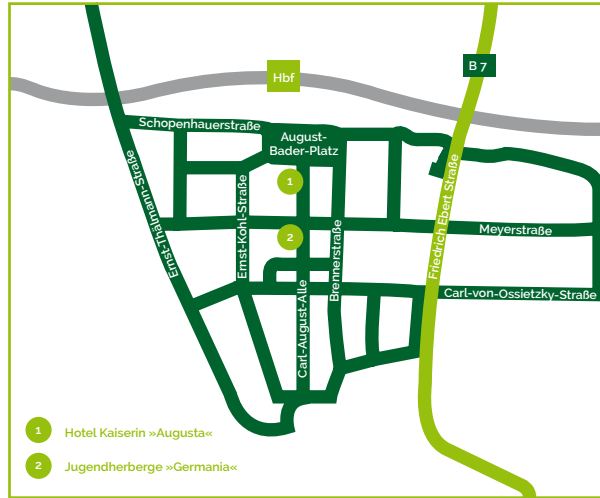 Hbf
B 7
Schopenhauerstraße
August-
Bader-Platz
1
Ernst-Thälmann-Straße
Ernst-Kohl-Straße
Friedrich Ebert Straße
Meyerstraße
2
Brennerstraße
Carl-August-Alle
Carl-von-Ossietzky-Straße
1 Hotel Kaiserin »Augusta«
2 Jugendherberge »Germania«